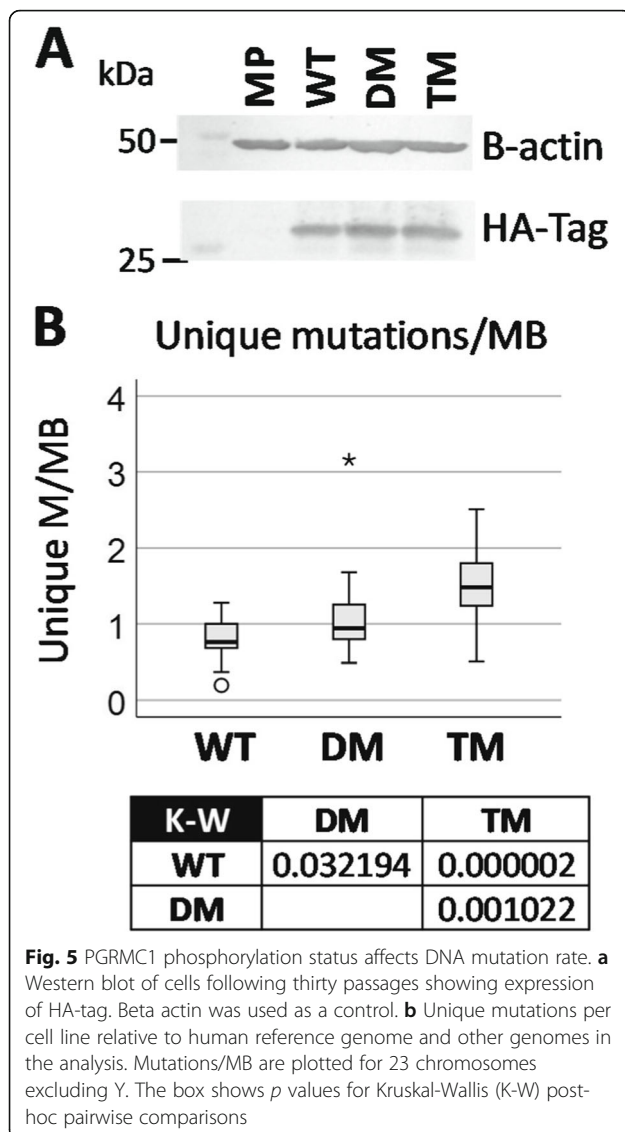 A
kDa
MP
WT
DM
TM
50
B-actin
HA-Tag
25
B
Unique mutations/MB
Unique M/MB
4
3
*
2
1
0
WT DM TM
K-W DM TM
WT 0.032194 0.000002
DM 0.001022
Fig. 5 PGRMC1 phosphorylation status affects DNA mutation rate. a
Western blot of cells following thirty passages showing expression
of HA-tag. Beta actin was used as a control. b Unique mutations per
cell line relative to human reference genome and other genomes in
the analysis. Mutations/MB are plotted for 23 chromosomes
excluding Y. The box shows p values for Kruskal-Wallis (K-W) post-
hoc pairwise comparisons